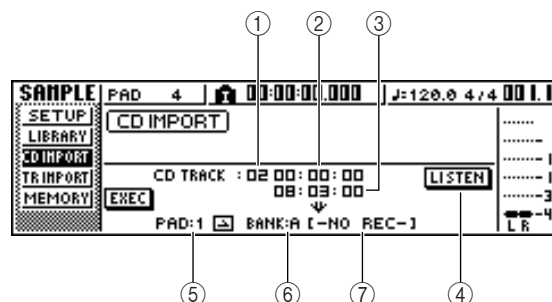 ① ② ③
SAMPLE PAD 4 00:00:00.000 ♩=120.0 4/4 001.1
SETUP CD IMPORT
LIBRARY
CD IMPORT
CD TRACK :02 00:00:00 LISTEN
TR IMPORT
08:03:00
MEMORY EXEC
PAD:1 BANK:A [-NO REC-] L R
⑤ ⑥ ⑦ ④